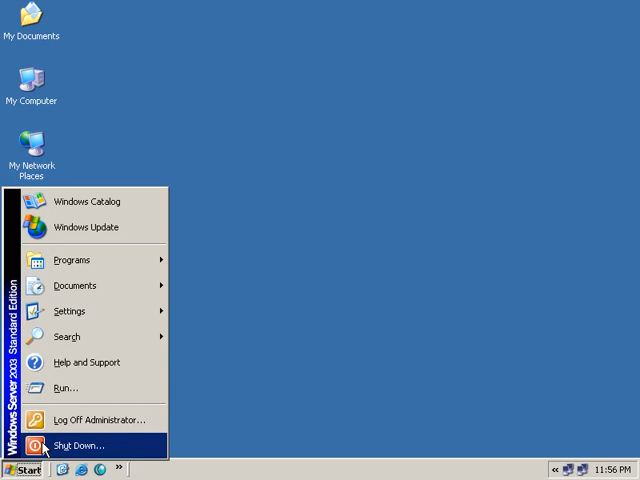 My Documents
My Computer
My Network
Places
Windows Catalog
Windows Update
Programs
Documents
Settings
Search
Help and Support
Run...
Log Off Administrator...
Shut Down...
Windows Server 2003 Standard Edition
Start
»
«
11:56 PM